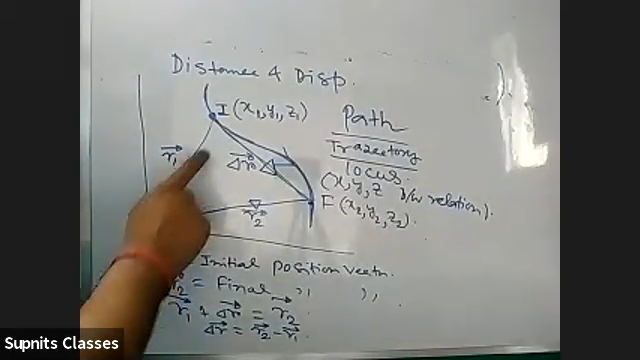 Distance & Disp.
I (x₁, y₁, z₁)
Path
Trajectory
locus
(x, y, z b/w relation).
r₁→
Δr→
F (x₂, y₂, z₂).
r₂→
Initial position vectn.
r₂→ = Final ,, ,,
r₁→ + Δr→ = r₂→
Δr→ = r₂→ - r₁→
Supnits Classes